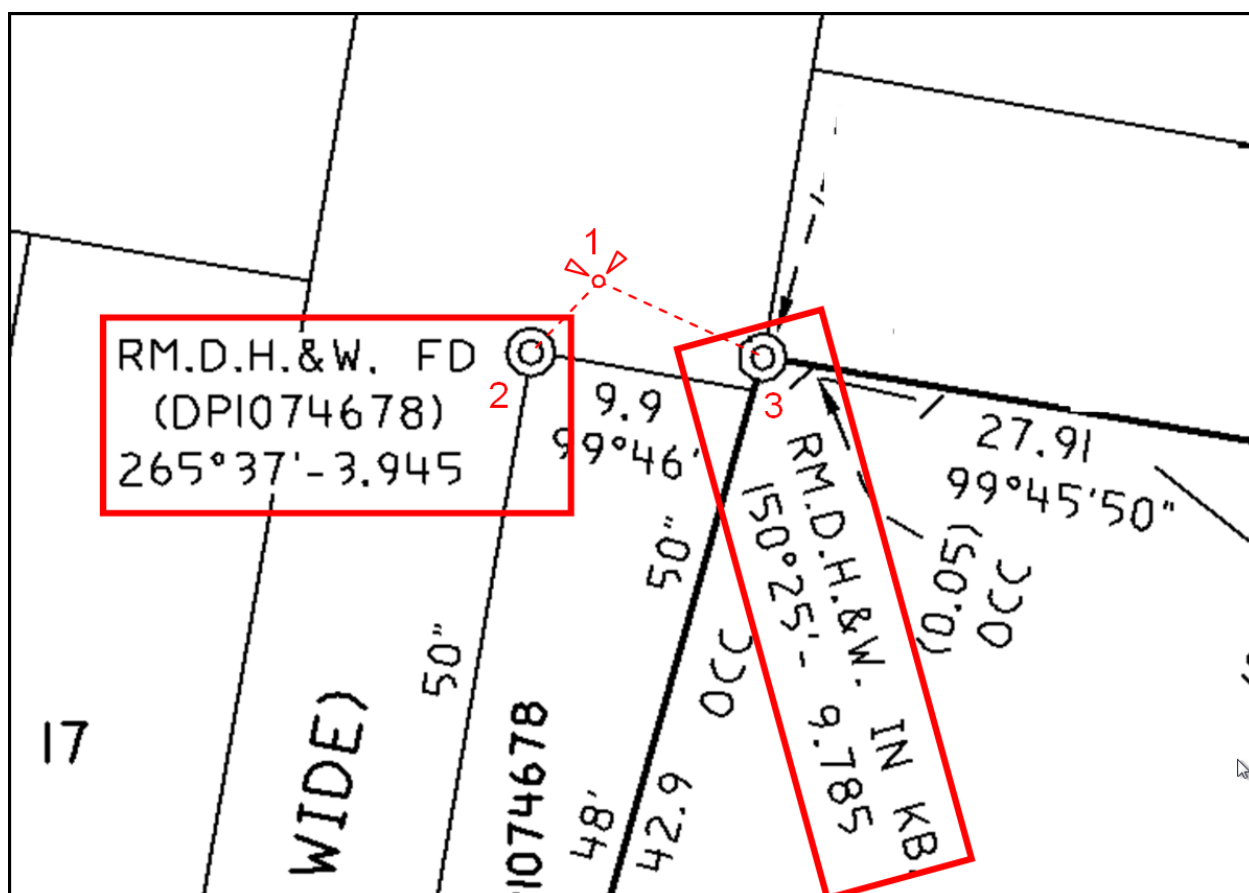 1
RM.D.H.&W. FD
(DP1074678)
265°37'-3.945
2
9.9
99°46'
3
27.91
99°45'50"
RM.D.H.&W. IN KB.
150°25'- 9.785
(0.05)
OCC
50"
OCC
50"
17
WIDE)
1074678
48'
42.9